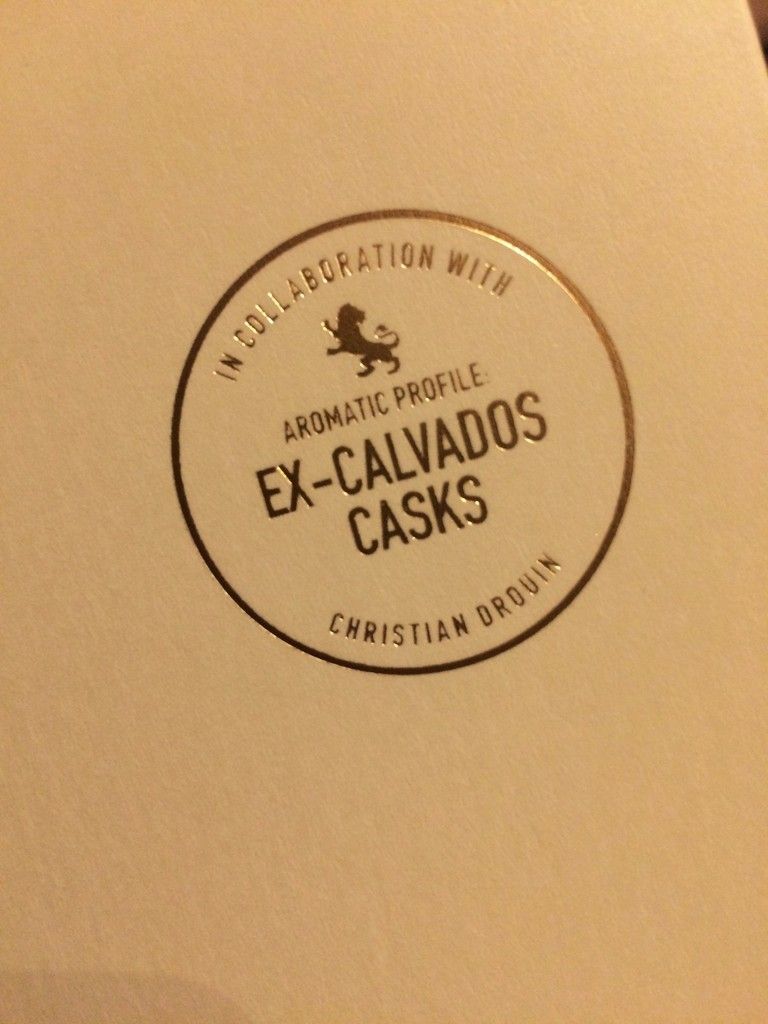 IN COLLABORATION WITH
AROMATIC PROFILE:
EX-CALVADOS
CASKS
CHRISTIAN DROUIN